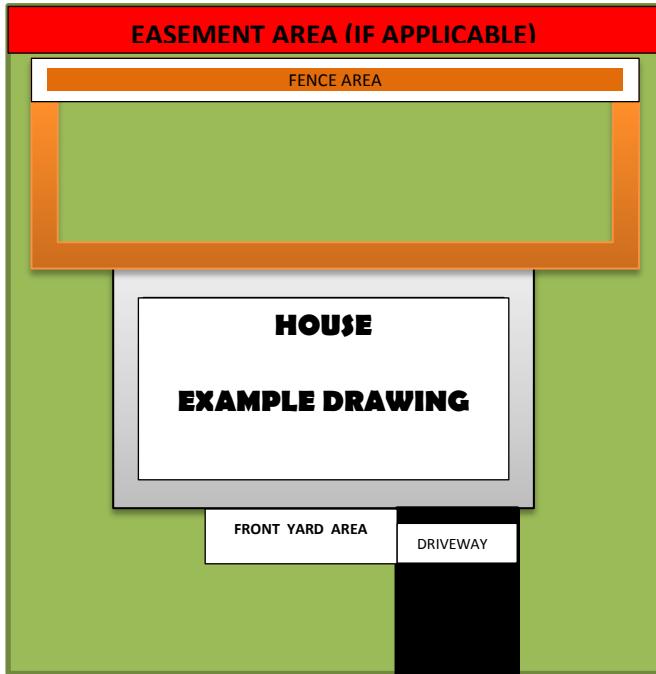 EASEMENT AREA (IF APPLICABLE)
FENCE AREA
HOUSE
EXAMPLE DRAWING
FRONT YARD AREA
DRIVEWAY